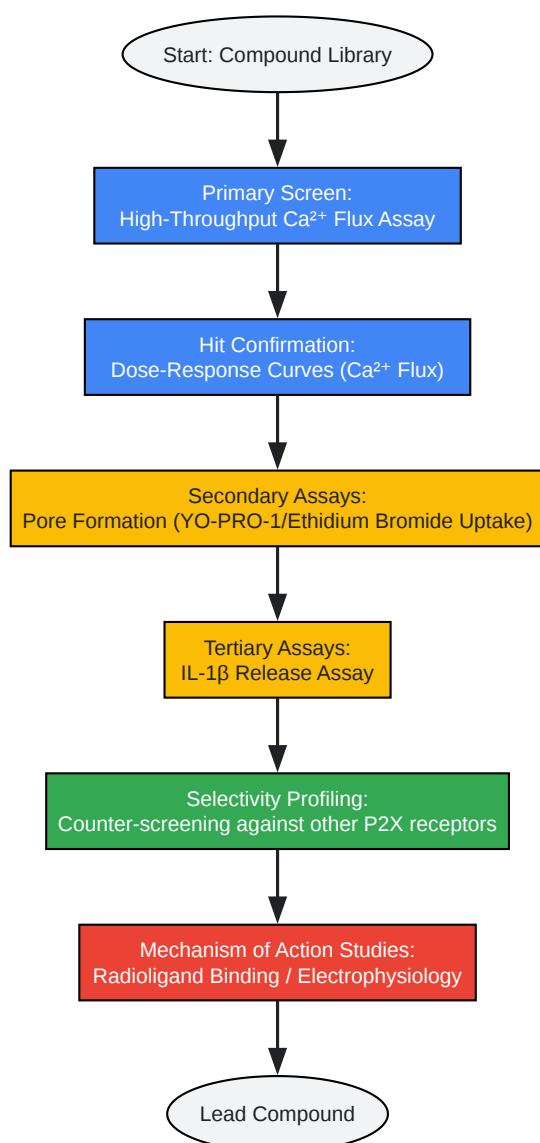 Start: Compound Library
Primary Screen:
High-Throughput Ca²⁺ Flux Assay
Hit Confirmation:
Dose-Response Curves (Ca²⁺ Flux)
Secondary Assays:
Pore Formation (YO-PRO-1/Ethidium Bromide Uptake)
Tertiary Assays:
IL-1β Release Assay
Selectivity Profiling:
Counter-screening against other P2X receptors
Mechanism of Action Studies:
Radioligand Binding / Electrophysiology
Lead Compound